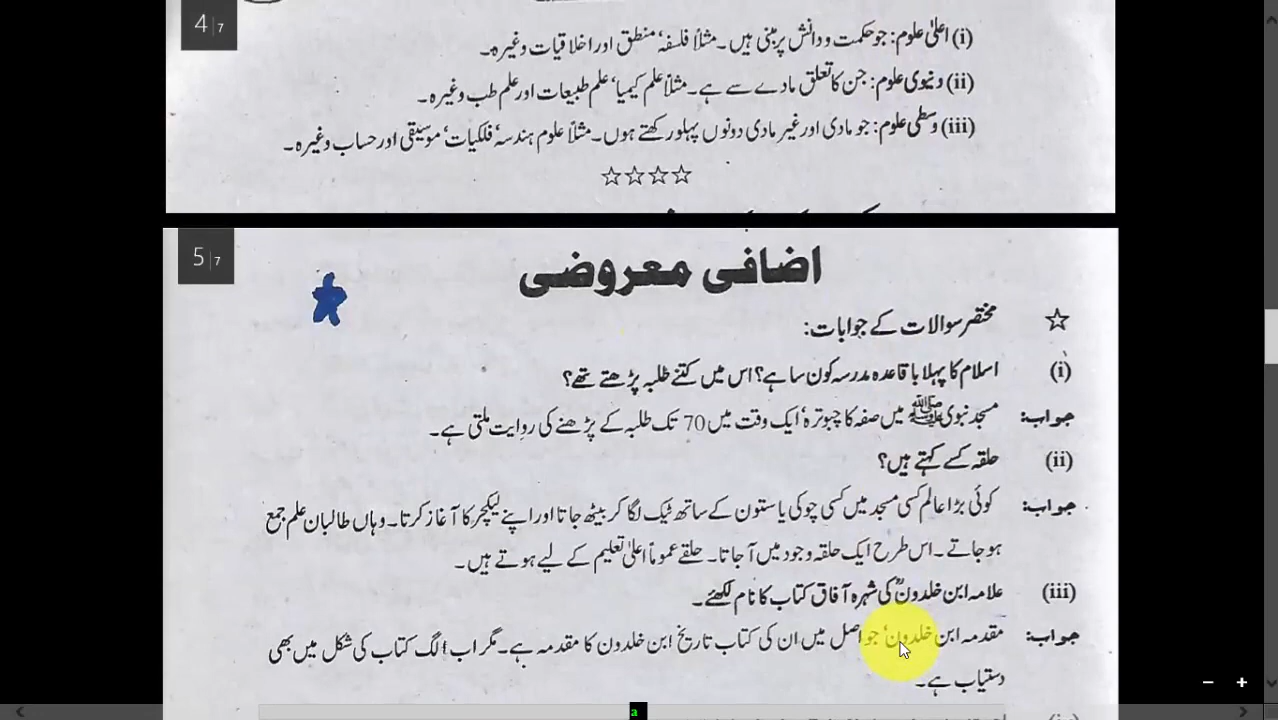 4|7
(i) اعلیٰ علوم: جو حکمت و دانش پر مبنی ہیں۔ مثلاً فلسفہ‘ منطق اور اخلاقیات وغیرہ۔
(ii) دنیوی علوم: جن کا تعلق مادے سے ہے۔ مثلاً علم کیمیا‘ علم طبیعات اور علم طب وغیرہ۔
(iii) وسطی علوم: جو مادی اور غیر مادی دونوں پہلو رکھتے ہوں۔ مثلاً علوم ہندسہ‘ فلکیات‘ موسیقی اور حساب وغیرہ۔
☆☆☆☆
5|7
اضافی معروضی
☆ مختصر سوالات کے جوابات:
(i) اسلام کا پہلا باقاعدہ مدرسہ کون سا ہے؟ اس میں کتنے طلبہ پڑھتے تھے؟
جواب: مسجد نبوی ﷺ میں صفہ کا چبوترہ‘ ایک وقت میں 70 تک طلبہ کے پڑھنے کی روایت ملتی ہے۔
(ii) حلقہ کسے کہتے ہیں؟
جواب: کوئی بڑا عالم کسی مسجد میں کسی چوکی یا ستون کے ساتھ ٹیک لگا کر بیٹھ جاتا اور اپنے لیکچر کا آغاز کرتا۔ وہاں طالبان علم جمع
ہو جاتے۔ اس طرح ایک حلقہ وجود میں آ جاتا۔ حلقے عموماً اعلیٰ تعلیم کے لیے ہوتے ہیں۔
(iii) علامہ ابن خلدونؒ کی شہرہ آفاق کتاب کا نام لکھئے۔
جواب: مقدمہ ابن خلدون‘ جو اصل میں ان کی کتاب تاریخ ابن خلدون کا مقدمہ ہے۔ مگر اب الگ کتاب کی شکل میں بھی
دستیاب ہے۔
a